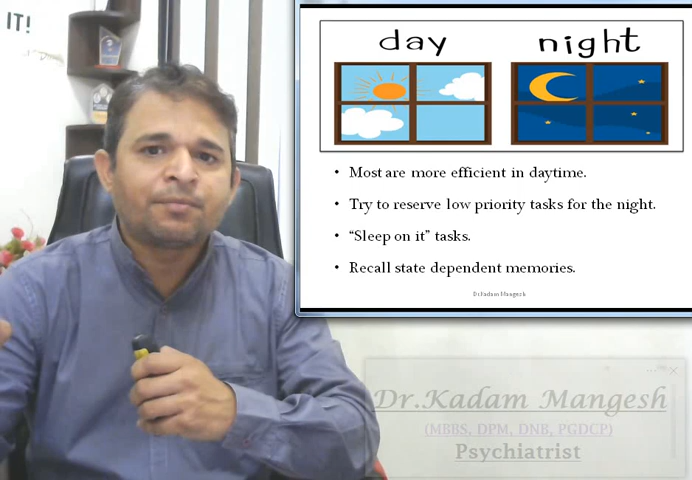 IT!
day night
• Most are more efficient in daytime.
• Try to reserve low priority tasks for the night.
• “Sleep on it” tasks.
• Recall state dependent memories.
Dr.Kadam Mangesh
Dr.Kadam Mangesh
(MBBS, DPM, DNB, PGDCP)
Psychiatrist